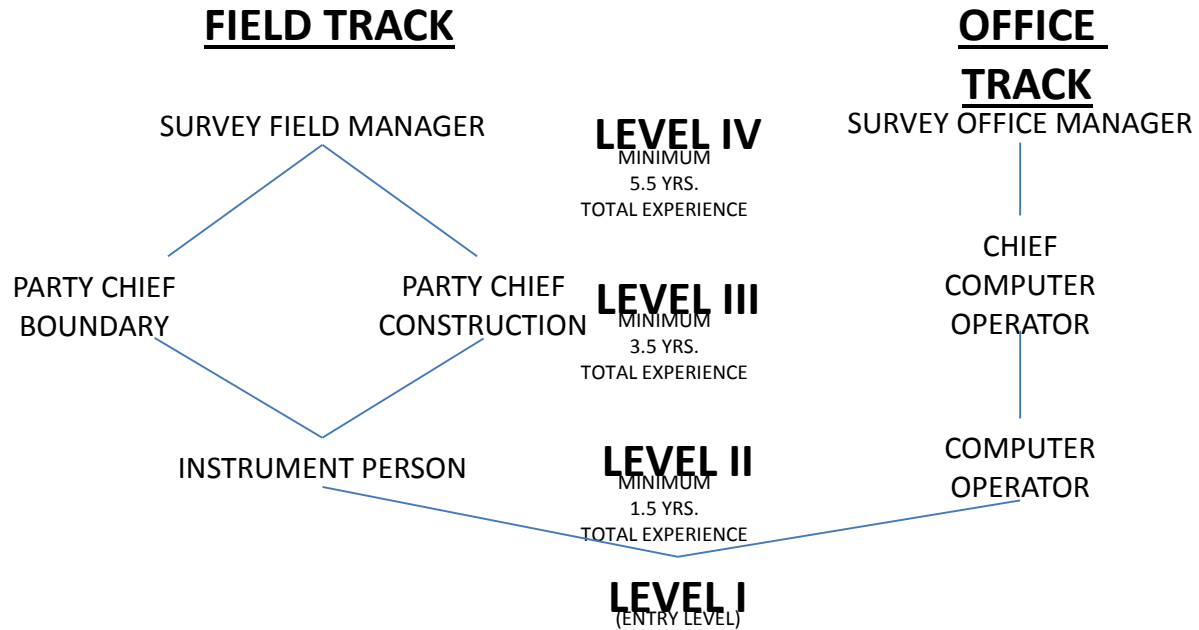 FIELD TRACK
OFFICE
TRACK
SURVEY FIELD MANAGER
LEVEL IV
MINIMUM
5.5 YRS.
TOTAL EXPERIENCE
SURVEY OFFICE MANAGER
PARTY CHIEF
BOUNDARY
PARTY CHIEF
CONSTRUCTION
LEVEL III
MINIMUM
3.5 YRS.
TOTAL EXPERIENCE
CHIEF
COMPUTER
OPERATOR
INSTRUMENT PERSON
LEVEL II
MINIMUM
1.5 YRS.
TOTAL EXPERIENCE
COMPUTER
OPERATOR
LEVEL I
(ENTRY LEVEL)